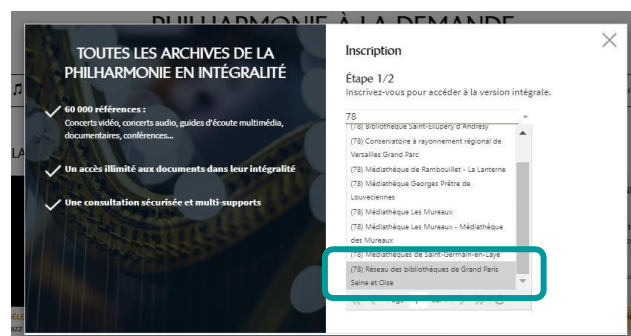 PHILHARMONIE À LA DEMANDE
TOUTES LES ARCHIVES DE LA
PHILHARMONIE EN INTÉGRALITÉ
60 000 références :
Concerts vidéo, concerts audio, guides d'écoute multimédia,
documentaires, conférences...
Un accès illimité aux documents dans leur intégralité
Une consultation sécurisée et multi-supports
Inscription
Étape 1/2
Inscrivez-vous pour accéder à la version intégrale.
78
(78) Bibliothèque Saint-Exupéry d'Andrésy
(78) Conservatoire à rayonnement régional de
Versailles Grand Parc
(78) Médiathèque de Rambouillet - La Lanterne
(78) Médiathèque Georges Prêtre de
Louveciennes
(78) Médiathèque Les Mureaux
(78) Médiathèque Les Mureaux - Médiathèque
des Mureaux
(78) Médiathèques de Saint-Germain-en-Laye
(78) Réseau des bibliothèques de Grand Paris
Seine et Oise